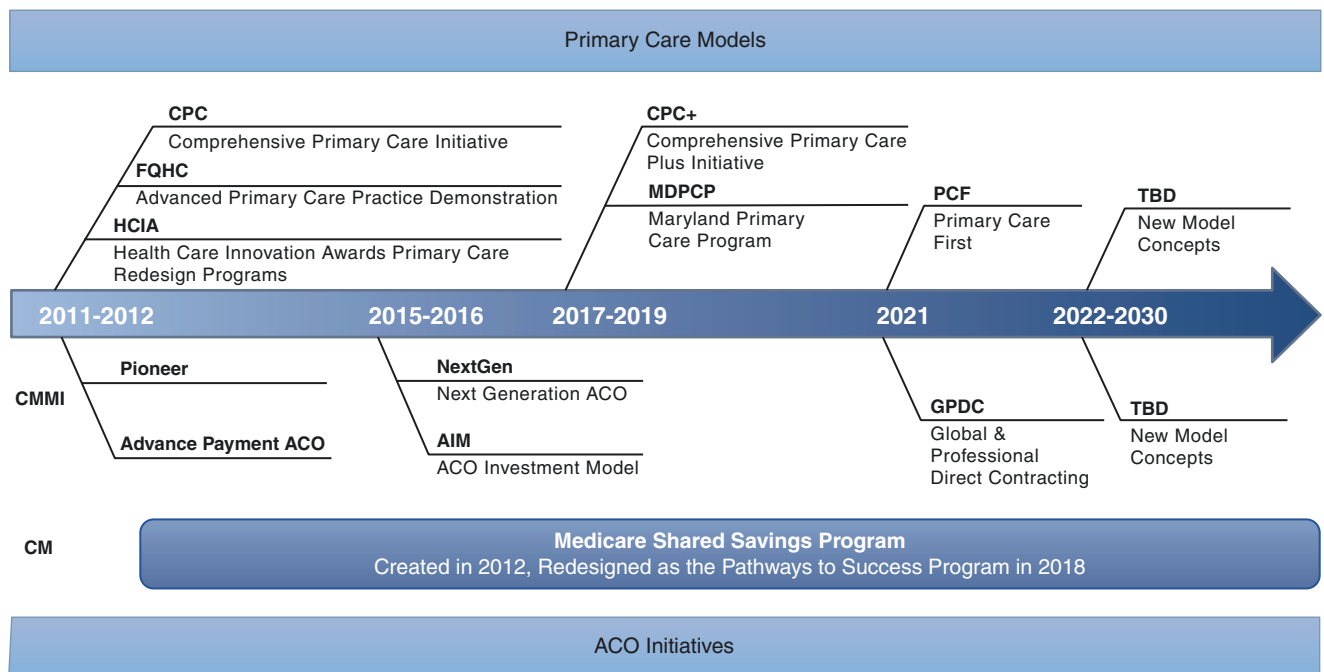 Primary Care Models
CPC
Comprehensive Primary Care Initiative
FQHC
Advanced Primary Care Practice Demonstration
HCIA
Health Care Innovation Awards Primary Care
Redesign Programs
CPC+
Comprehensive Primary Care
Plus Initiative
MDPCP
Maryland Primary
Care Program
PCF
Primary Care
First
TBD
New Model
Concepts
2011-2012
2015-2016
2017-2019
2021
2022-2030
CMMI
Pioneer
Advance Payment ACO
NextGen
Next Generation ACO
AIM
ACO Investment Model
GPDC
Global &
Professional
Direct Contracting
TBD
New Model
Concepts
CM
Medicare Shared Savings Program
Created in 2012, Redesigned as the Pathways to Success Program in 2018
ACO Initiatives